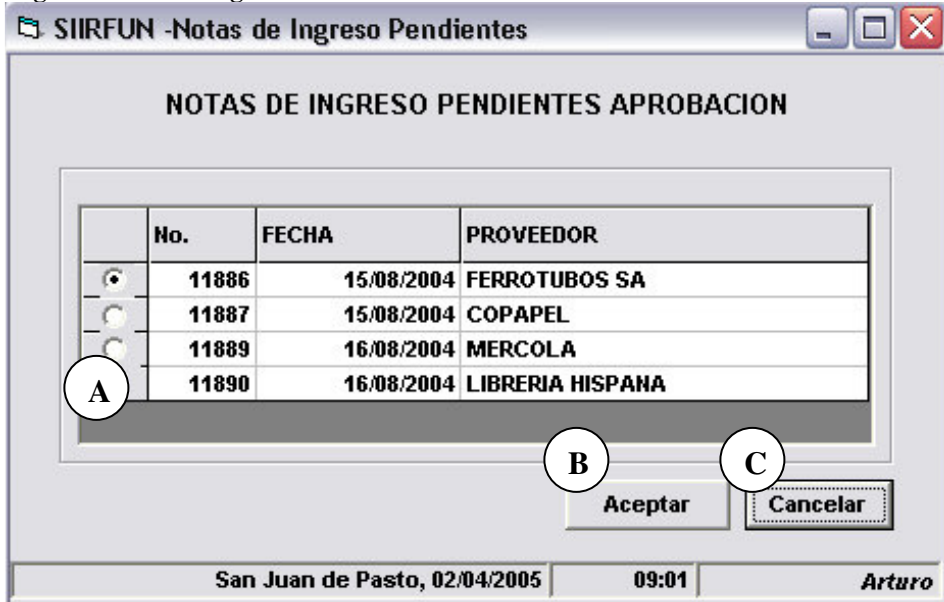 SIIRFUN -Notas de Ingreso Pendientes
NOTAS DE INGRESO PENDIENTES APROBACION
No. FECHA PROVEEDOR
11886 15/08/2004 FERROTUBOS SA
11887 15/08/2004 COPAPEL
11889 16/08/2004 MERCOLA
A 11890 16/08/2004 LIBRERIA HISPANA
B C
Aceptar Cancelar
San Juan de Pasto, 02/04/2005 09:01 Arturo